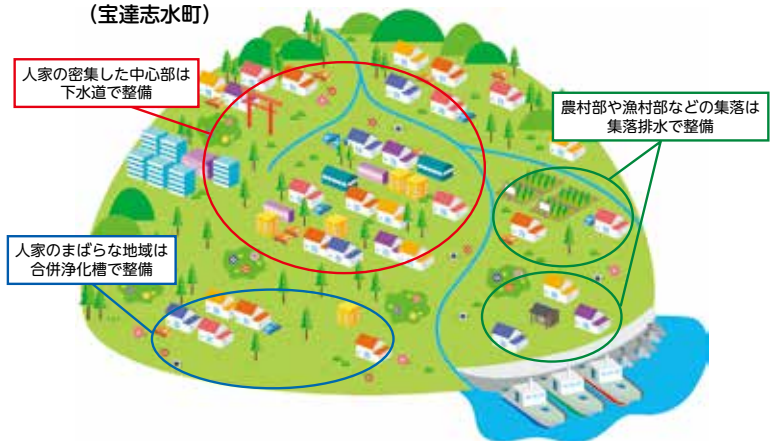 (宝達志水町)
人家の密集した中心部は
下水道で整備
農村部や漁村部などの集落は
集落排水で整備
人家のまばらな地域は
合併浄化槽で整備